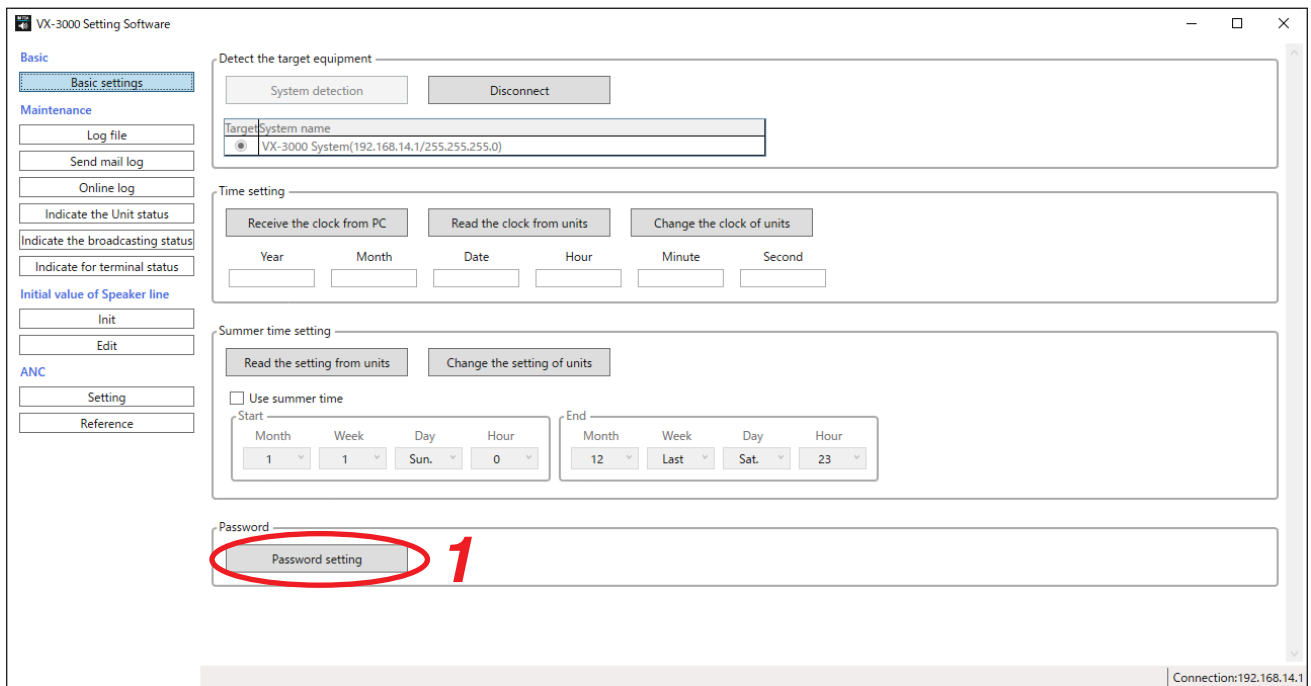 VX-3000 Setting Software
Basic
Basic settings
Maintenance
Log file
Send mail log
Online log
Indicate the Unit status
Indicate the broadcasting status
Indicate for terminal status
Initial value of Speaker line
Init
Edit
ANC
Setting
Reference
Detect the target equipment
System detection Disconnect
Target System name
VX-3000 System(192.168.14.1/255.255.255.0)
Time setting
Receive the clock from PC Read the clock from units Change the clock of units
Year Month Date Hour Minute Second
Summer time setting
Read the setting from units Change the setting of units
Use summer time
Start End
Month Week Day Hour Month Week Day Hour
1 1 Sun. 0 12 Last Sat. 23
Password
Password setting 1
Connection:192.168.14.1